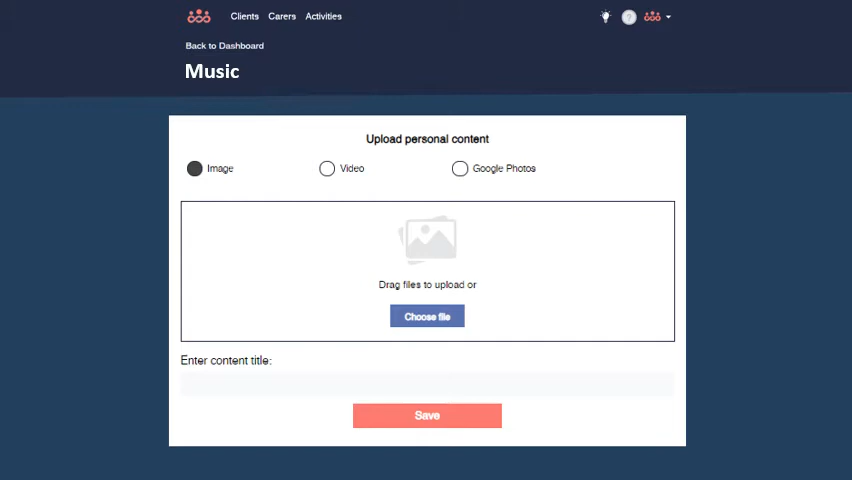 Clients Carers Activities
?
Back to Dashboard
Music
Upload personal content
Image Video Google Photos
Drag files to upload or
Choose file
Enter content title:
Save